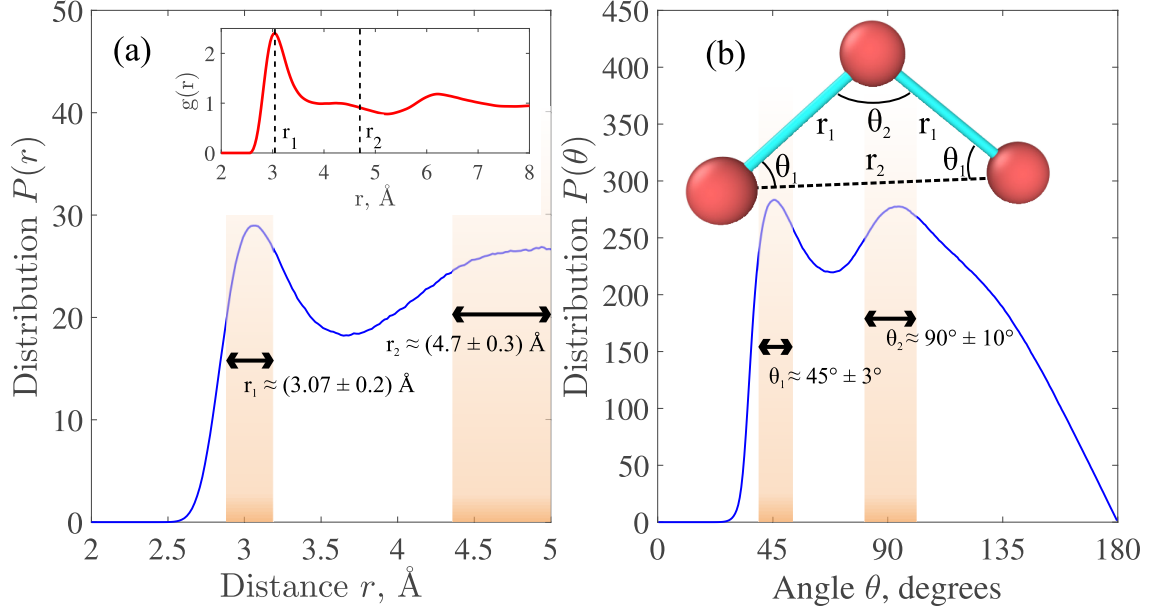 (a)
Distribution P(r)
50
40
30
20
10
0
2
2.5
3
3.5
4
4.5
5
Distance r, Å
g(r)
2
1
0
2
3
4
5
6
7
8
r, Å
r₁
r₂
r₁ ≈ (3.07 ± 0.2) Å
r₂ ≈ (4.7 ± 0.3) Å
(b)
Distribution P(θ)
450
400
350
300
250
200
150
100
50
0
0
45
90
135
180
Angle θ, degrees
r₁
θ₂
r₁
θ₁
r₂
θ₁
θ₂ ≈ 90° ± 10°
θ₁ ≈ 45° ± 3°